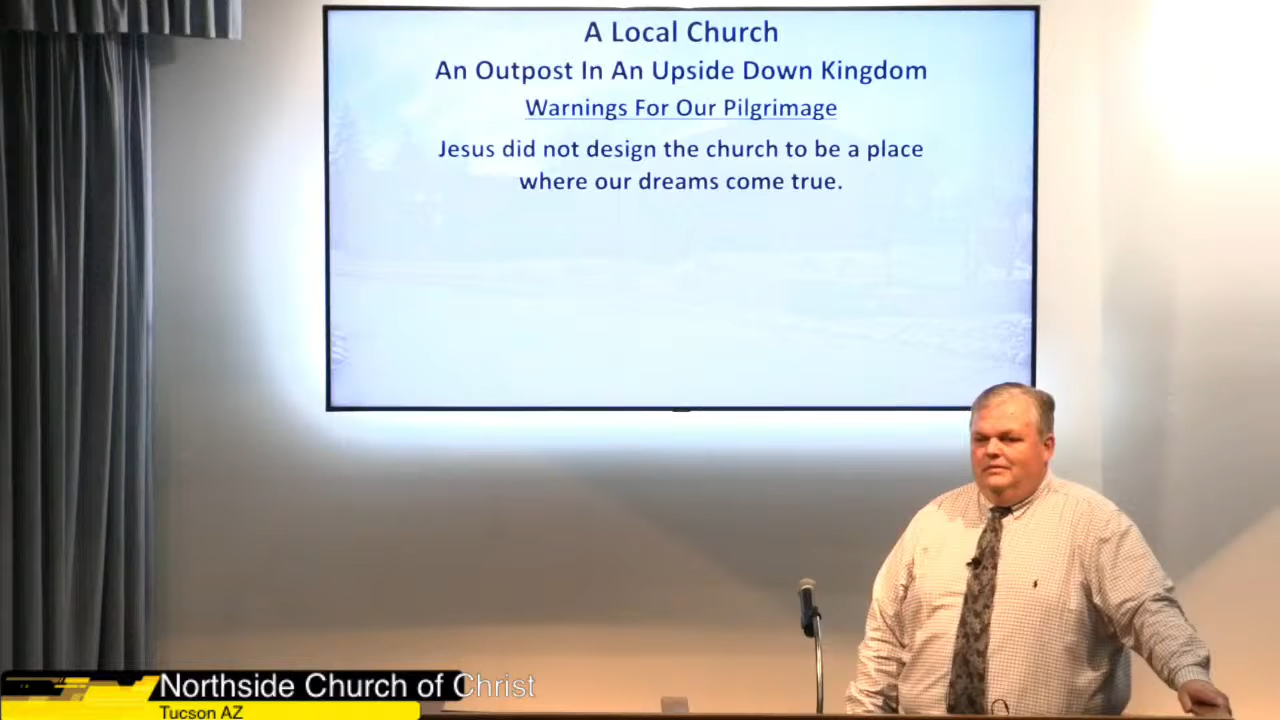 A Local Church
An Outpost In An Upside Down Kingdom
Warnings For Our Pilgrimage
Jesus did not design the church to be a place
where our dreams come true.
Northside Church of Christ
Tucson AZ